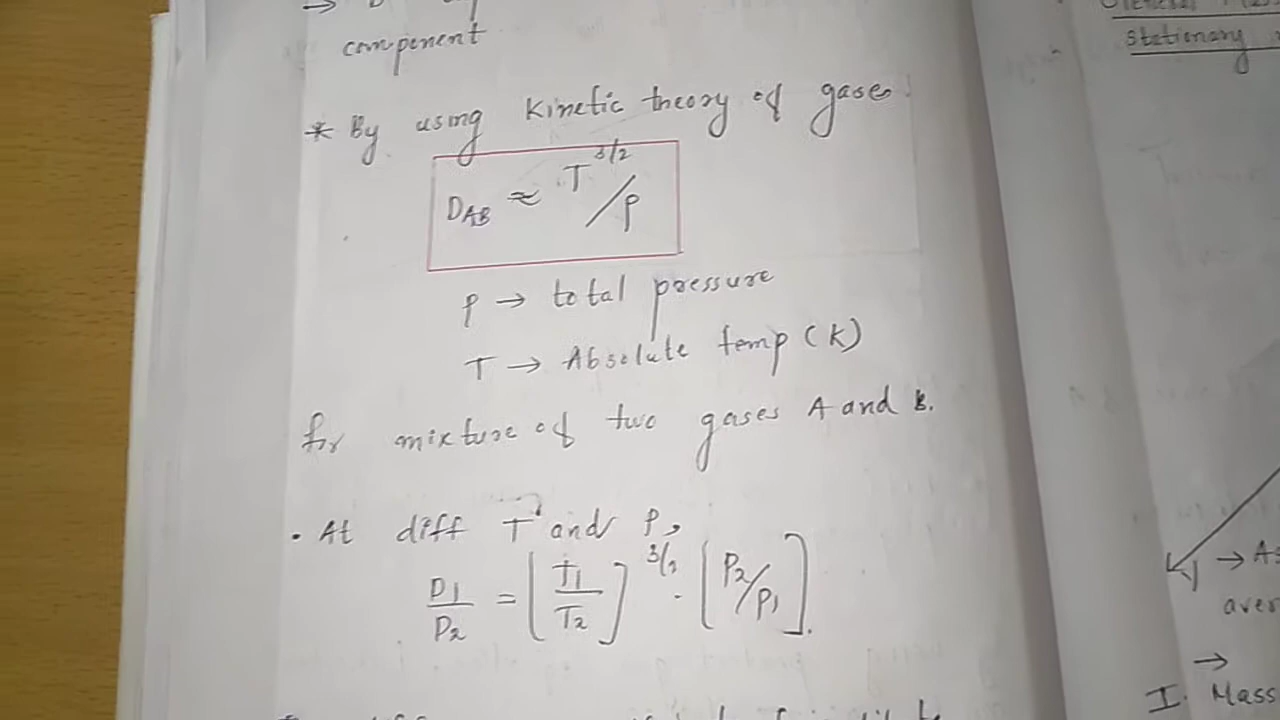 component
* By using kinetic theory of gases
D_AB ≈ T^3/2 / P
P → total pressure
T → Absolute temp (K)
for mixture of two gases A and B.
• At diff T and P,
D1/D2 = [T1/T2]^3/2 . [P2/P1].
stationary
→ As
aver
→
I. Mass